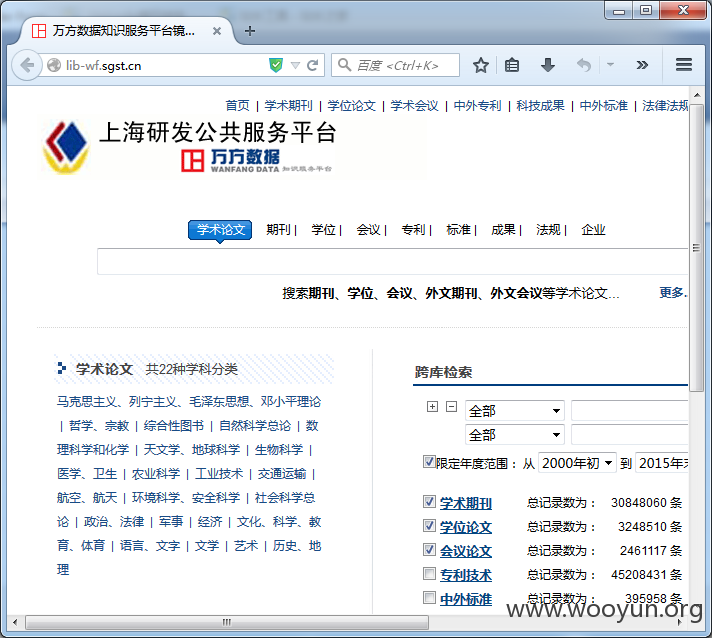 万方数据知识服务平台镜...
lib-wf.sgst.cn
百度 <Ctrl+K>
首页 | 学术期刊 | 学位论文 | 学术会议 | 中外专利 | 科技成果 | 中外标准 | 法律法规
上海研发公共服务平台
万方数据
WANFANG DATA 知识服务平台
学术论文 期刊 | 学位 | 会议 | 专利 | 标准 | 成果 | 法规 | 企业
搜索期刊、学位、会议、外文期刊、外文会议等学术论文... 更多.
学术论文 共22种学科分类
马克思主义、列宁主义、毛泽东思想、邓小平理论
| 哲学、宗教 | 综合性图书 | 自然科学总论 | 数
理科学和化学 | 天文学、地球科学 | 生物科学 |
医学、卫生 | 农业科学 | 工业技术 | 交通运输 |
航空、航天 | 环境科学、安全科学 | 社会科学总
论 | 政治、法律 | 军事 | 经济 | 文化、科学、教
育、体育 | 语言、文字 | 文学 | 艺术 | 历史、地
理
跨库检索
全部
全部
限定年度范围： 从 2000年初 到 2015年
学术期刊 总记录数为： 30848060 条
学位论文 总记录数为： 3248510 条
会议论文 总记录数为： 2461117 条
专利技术 总记录数为： 45208431 条
中外标准 总记录数为： 395958 条
www.wooyun.org